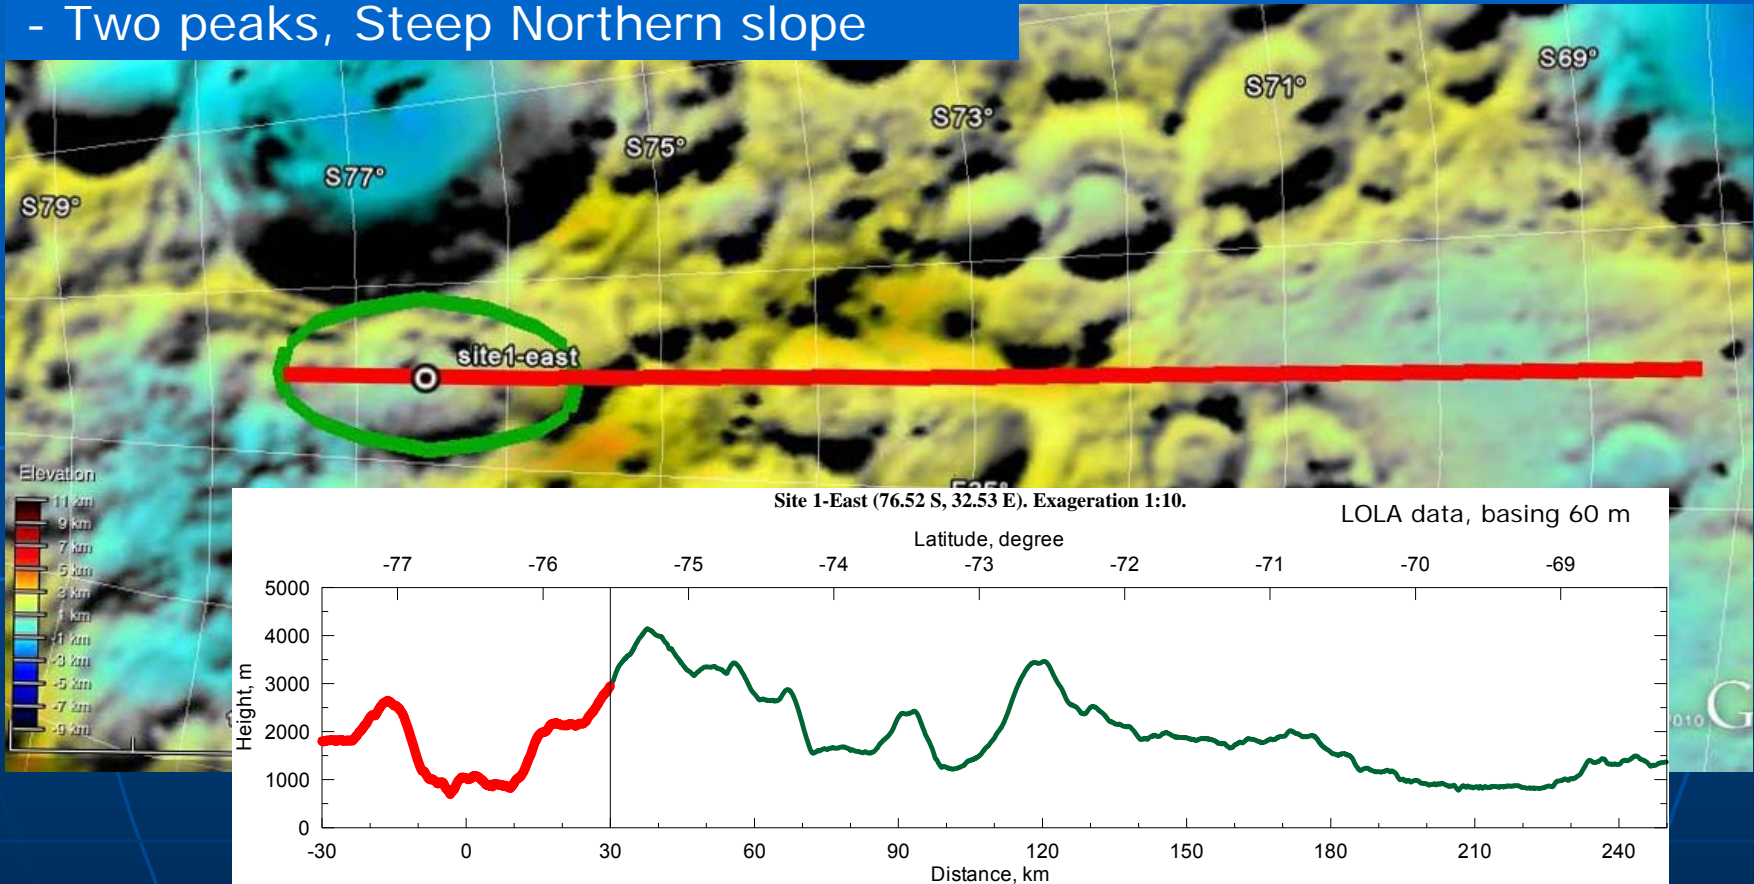 - Two peaks, Steep Northern slope
S69°
S71°
S73°
S75°
S77°
S79°
site1-east
Elevation
11 km
9 km
7 km
5 km
3 km
1 km
-1 km
-3 km
-5 km
-7 km
-9 km
2010 G
Site 1-East (76.52 S, 32.53 E). Exageration 1:10.
LOLA data, basing 60 m
Latitude, degree
-77 -76 -75 -74 -73 -72 -71 -70 -69
Height, m
5000
4000
3000
2000
1000
0
-30 0 30 60 90 120 150 180 210 240
Distance, km